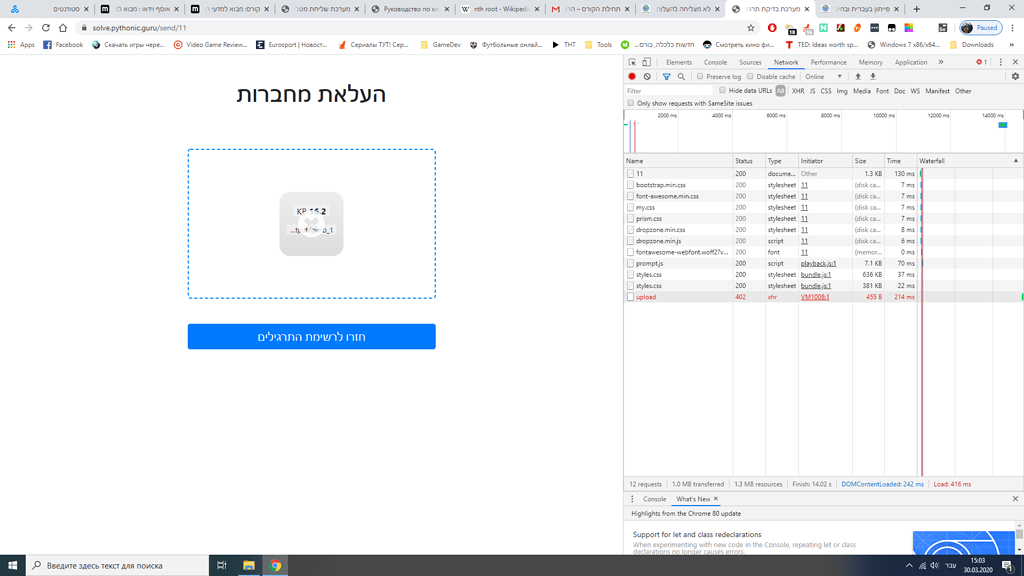 סטודנטים
אוסף וידאו: מבוא למ
קורס: מבוא למדעי ר
מערכת שליחת מט
Руководство по кл
nth root - Wikipedi
תחילת הקורס – הרו
לא מצליחה להעלו
מערכת בדיקת תרגי
פייתון בעברית ובחי
solve.pythonic.guru/send/11
Paused
Apps
Facebook
Скачать игры чере...
Video Game Review...
Eurosport | Новост...
Сериалы ТУТ! Сер...
GameDev
Футбольные онлай...
ТНТ
Tools
חדשות כלכלה, בורס...
Смотреть кино фи...
TED: Ideas worth sp...
Windows 7 x86/x64...
Downloads
העלאת מחברות
16.2
חזרו לרשימת התרגילים
Elements Console Sources Network Performance Memory Application » 1
Preserve log Disable cache Online
Filter Hide data URLs All XHR JS CSS Img Media Font Doc WS Manifest Other
Only show requests with SameSite issues
2000 ms 4000 ms 6000 ms 8000 ms 10000 ms 12000 ms 14000 ms
Name Status Type Initiator Size Time Waterfall
11 200 docume... Other 1.3 KB 130 ms
bootstrap.min.css 200 stylesheet 11 (disk ca... 7 ms
font-awesome.min.css 200 stylesheet 11 (disk ca... 7 ms
my.css 200 stylesheet 11 (disk ca... 7 ms
prism.css 200 stylesheet 11 (disk ca... 7 ms
dropzone.min.css 200 stylesheet 11 (disk ca... 8 ms
dropzone.min.js 200 script 11 (disk ca... 6 ms
fontawesome-webfont.woff2?v... 200 font 11 (memor... 0 ms
prompt.js 200 script playback.js:1 7.1 KB 70 ms
styles.css 200 stylesheet bundle.js:1 636 KB 37 ms
styles.css 200 stylesheet bundle.js:1 381 KB 22 ms
upload 402 xhr VM1008:1 455 B 214 ms
12 requests 1.0 MB transferred 1.3 MB resources Finish: 14.02 s DOMContentLoaded: 242 ms Load: 416 ms
Console What's New
Highlights from the Chrome 80 update
Support for let and class redeclarations
When experimenting with new code in the Console, repeating let or class
declarations no longer causes errors.
Введите здесь текст для поиска
עבר
15:03
30.03.2020